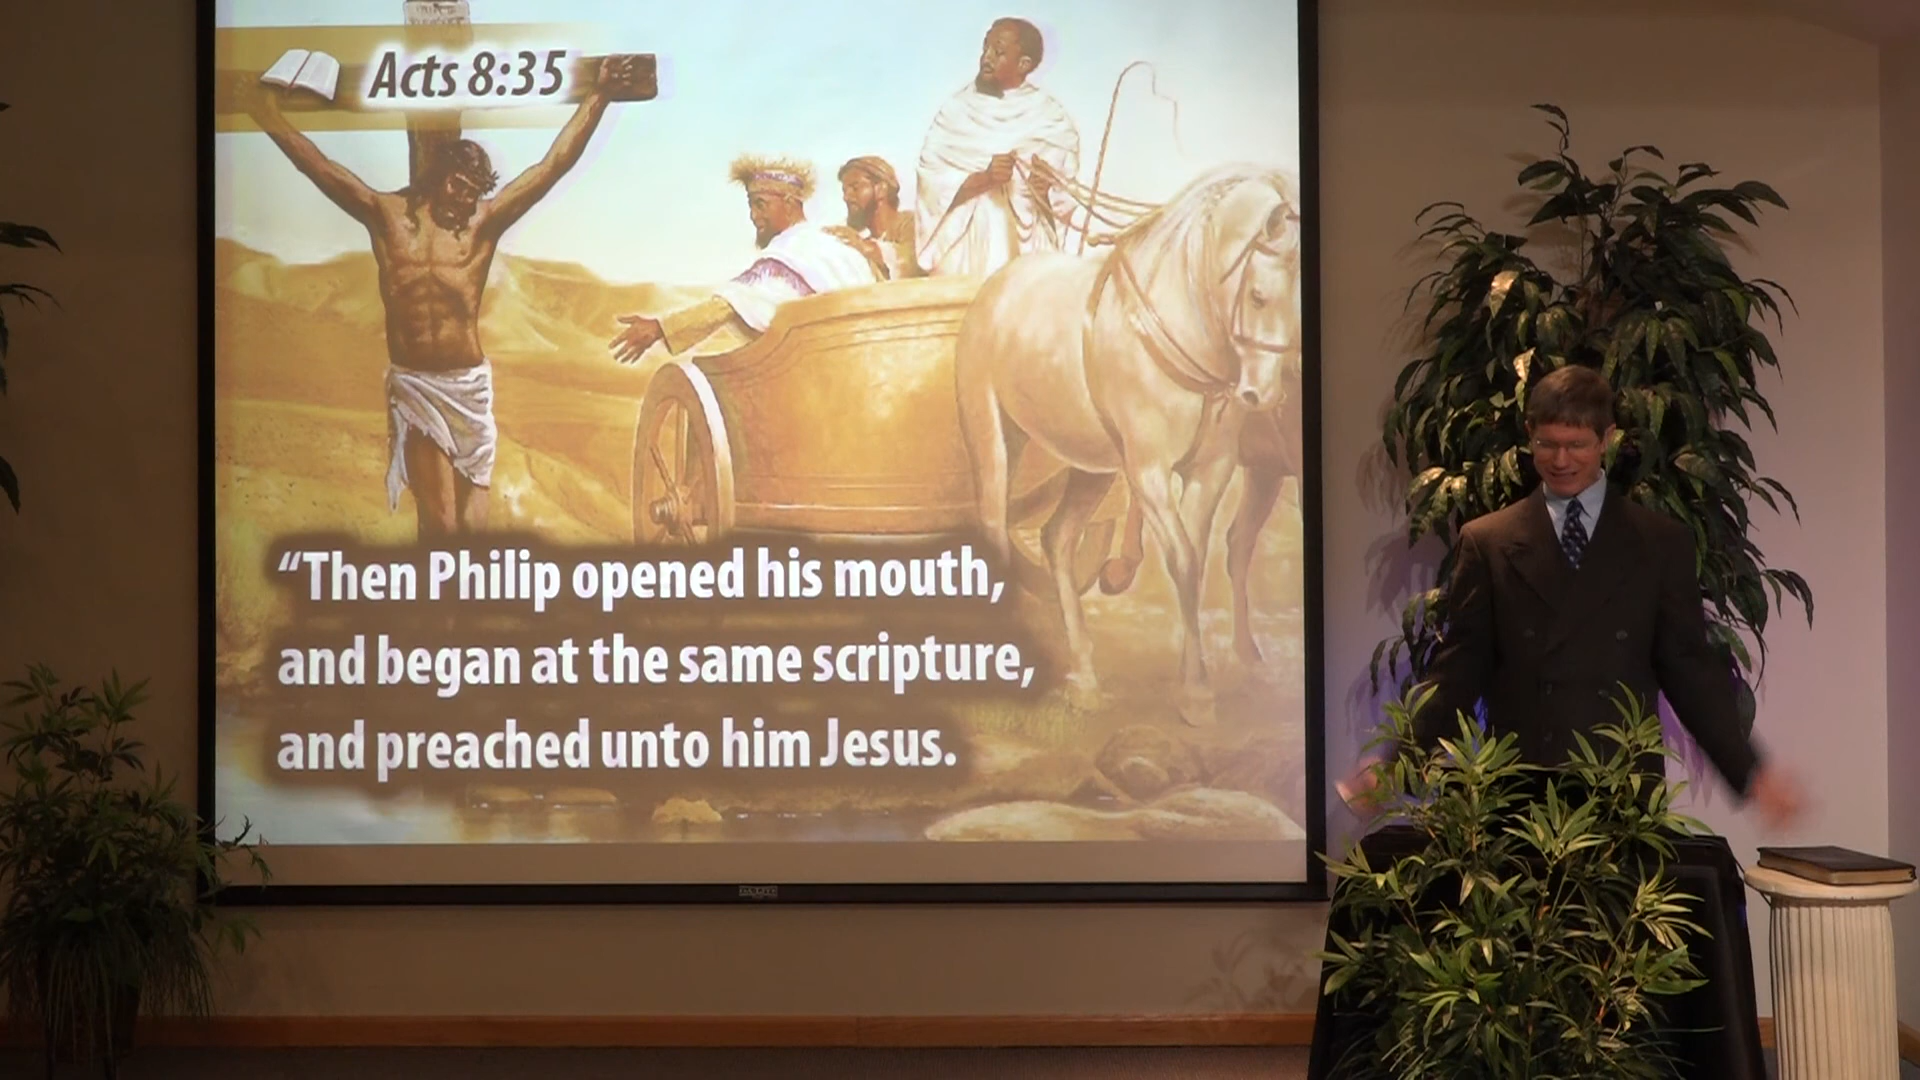 Acts 8:35
“Then Philip opened his mouth,
and began at the same scripture,
and preached unto him Jesus.